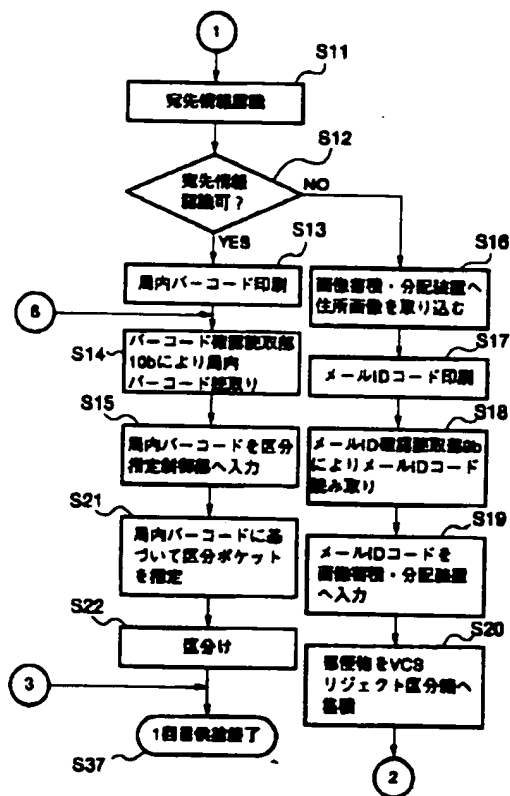 1
S11
宛先情報認識
S12
宛先情報
認識可？
NO
YES
S13
局内バーコード印刷
6
S14
バーコード確認読取部
10bにより局内
バーコード読取り
S15
局内バーコードを区分
指定制御部へ入力
S21
局内バーコードに基
づいて区分ポケット
を指定
S22
区分け
3
1回目供給終了
S37
S16
画像蓄積・分配装置へ
住所画像を取り込む
S17
メールIDコード印刷
S18
メールID確認読取部9b
によりメールIDコード
読み取り
S19
メールIDコードを
画像蓄積・分配装置
へ入力
S20
郵便物をVCS
リジェクト区分箱へ
集積
2